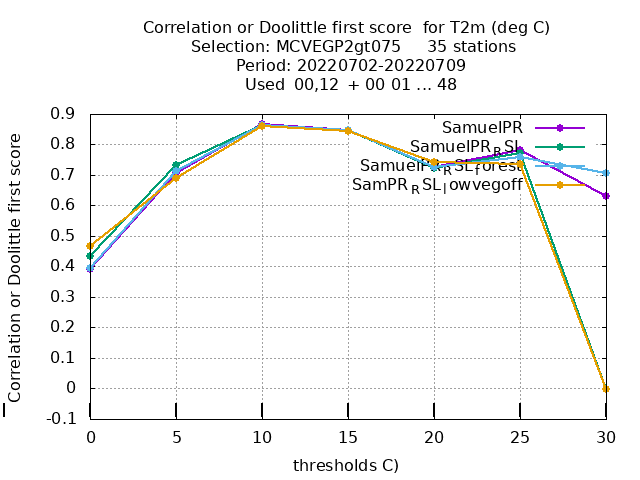 Correlation or Doolittle first score  for T2m (deg C)
Selection: MCVEGP2gt075     35 stations
Period: 20220702-20220709
Used  00,12  + 00 01 ... 48
Correlation or Doolittle first score
0.9
0.8
0.7
0.6
0.5
0.4
0.3
0.2
0.1
0
-0.1
SamuelPR
SamuelPR_RSL
SamuelPR_RSL_forest
SamPR_RSL_lowvegoff
0 5 10 15 20 25 30
thresholds C)